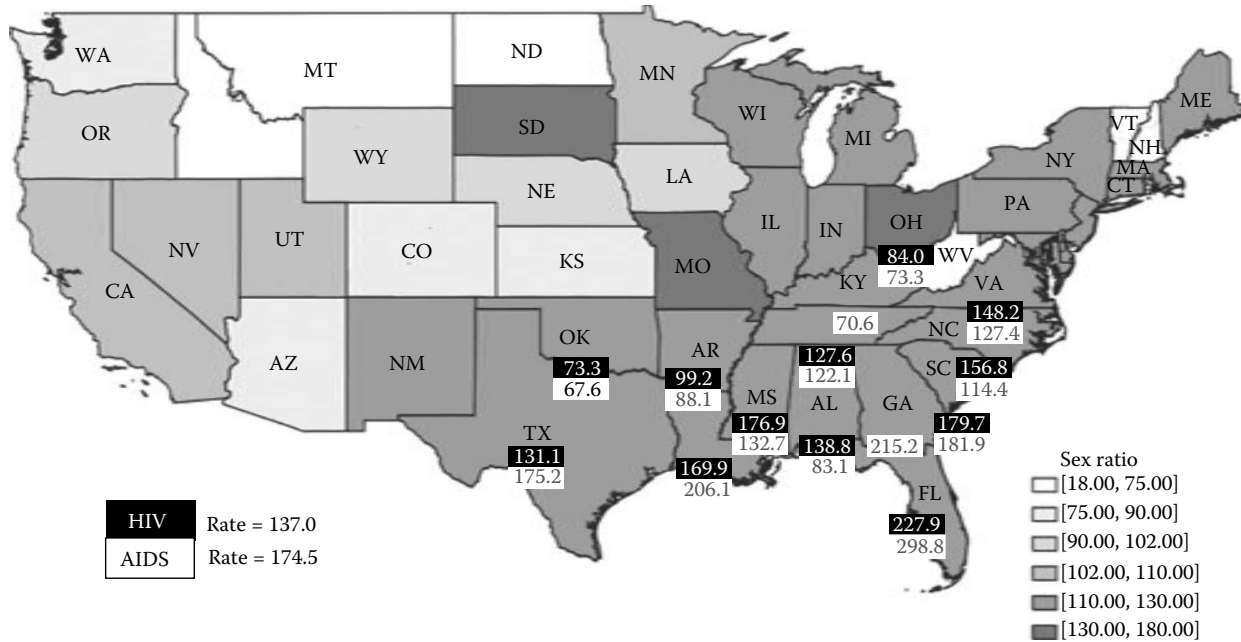 WA
MT
ND
MN
OR
SD
WI
MI
ME
VT
NH
WY
NY
MA
CT
NE
LA
PA
NV
UT
CO
KS
MO
IL
IN
OH
84.0
73.3
WV
CA
KY
VA
148.2
127.4
70.6
NC
AZ
NM
OK
73.3
67.6
AR
99.2
88.1
127.6
122.1
SC
156.8
114.4
MS
176.9
132.7
AL
138.8
83.1
GA
215.2
179.7
181.9
TX
131.1
175.2
169.9
206.1
FL
227.9
298.8
HIV Rate = 137.0
AIDS Rate = 174.5
Sex ratio
[18.00, 75.00]
[75.00, 90.00]
[90.00, 102.00]
[102.00, 110.00]
[110.00, 130.00]
[130.00, 180.00]